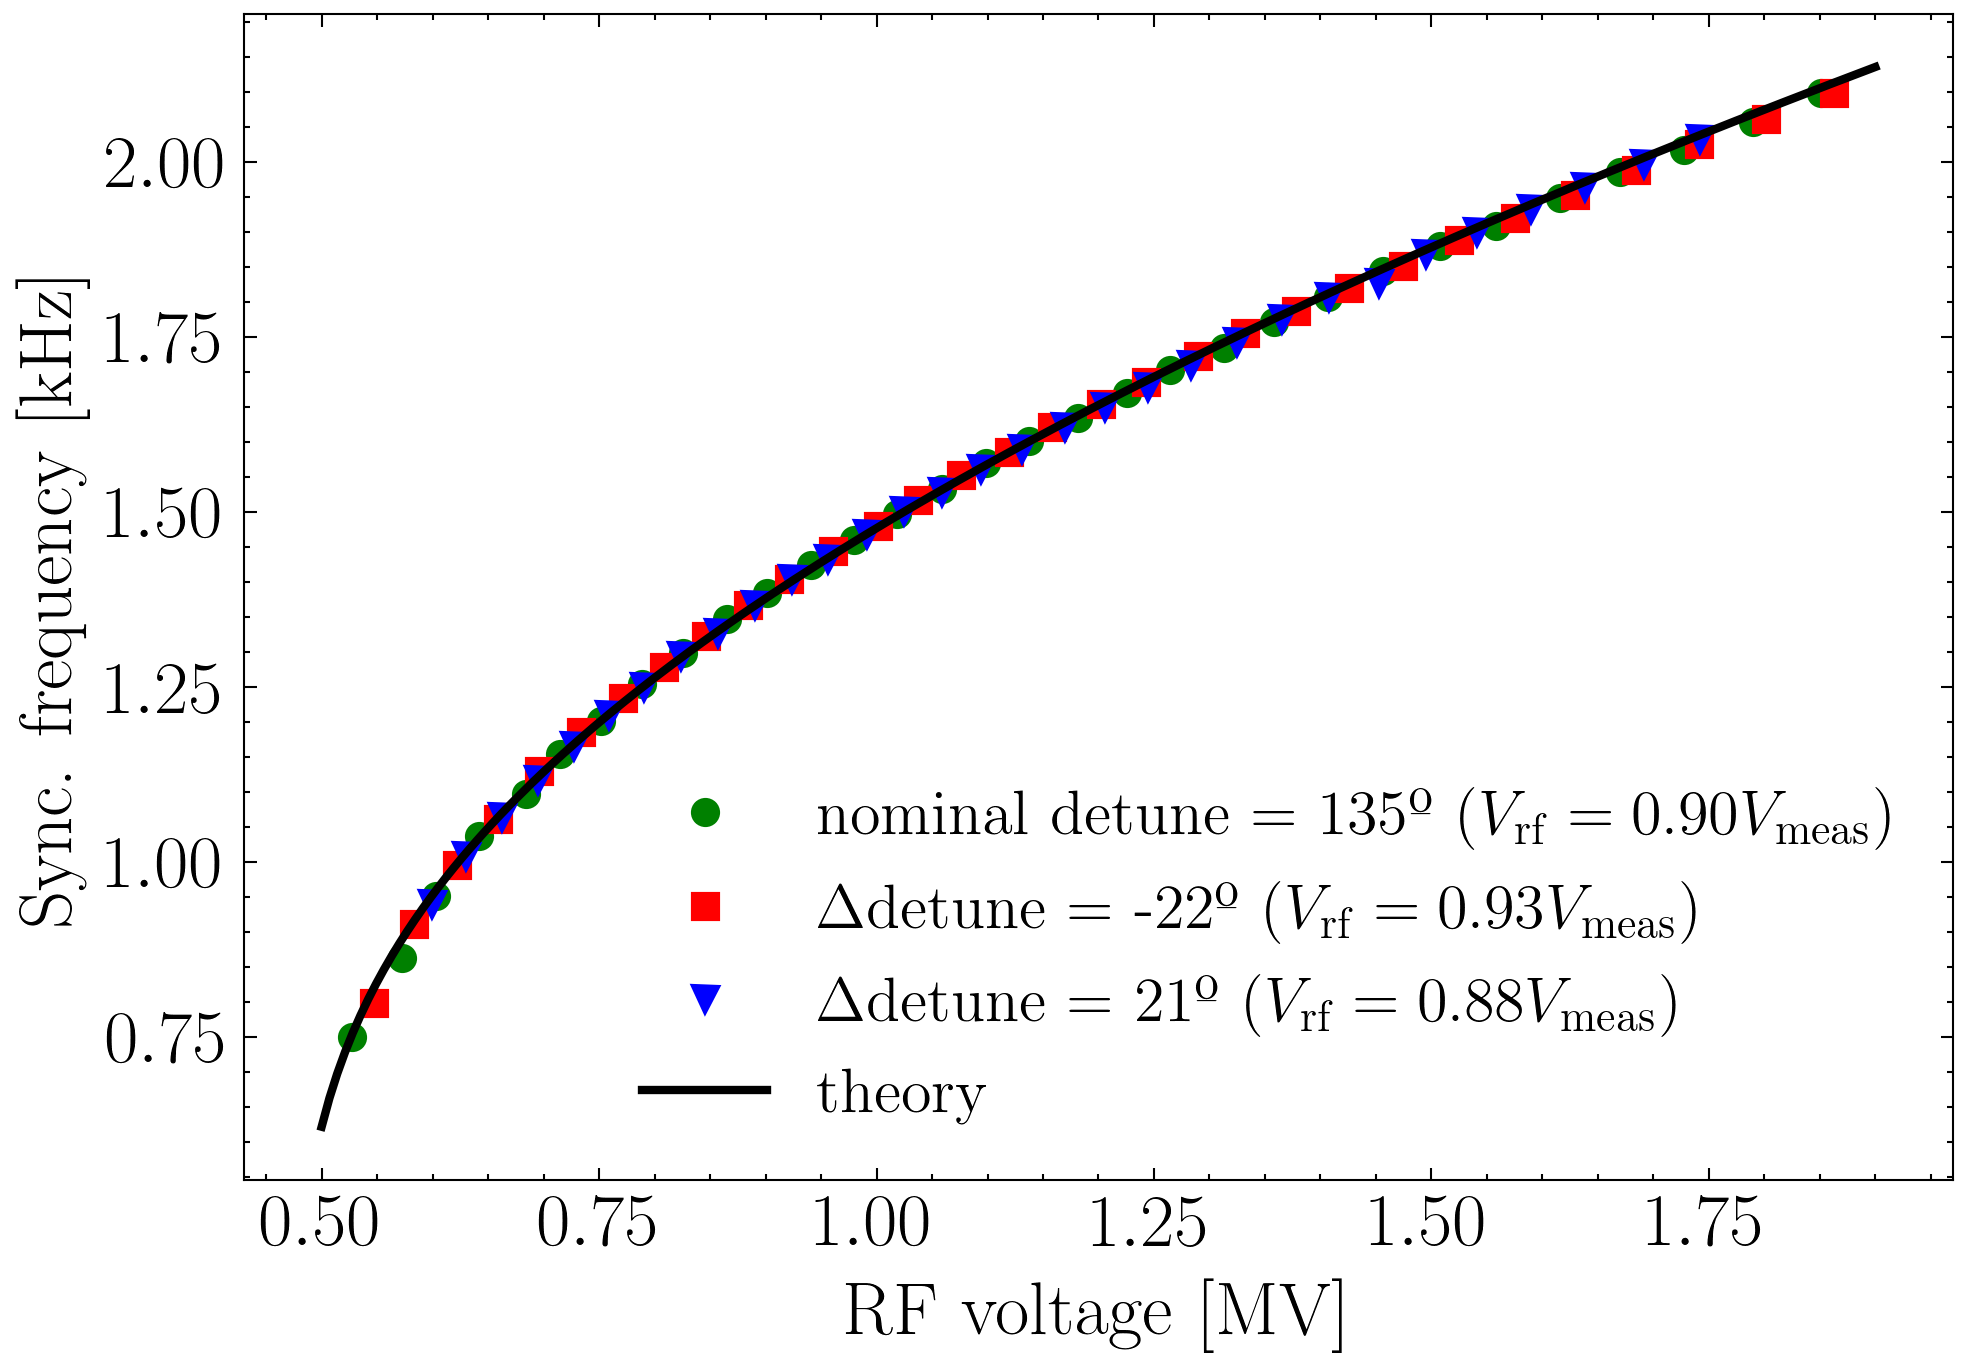 Sync. frequency [kHz]
2.00
1.75
1.50
1.25
1.00
0.75
nominal detune = 135º (Vrf = 0.90Vmeas)
Δdetune = -22º (Vrf = 0.93Vmeas)
Δdetune = 21º (Vrf = 0.88Vmeas)
theory
0.50 0.75 1.00 1.25 1.50 1.75
RF voltage [MV]